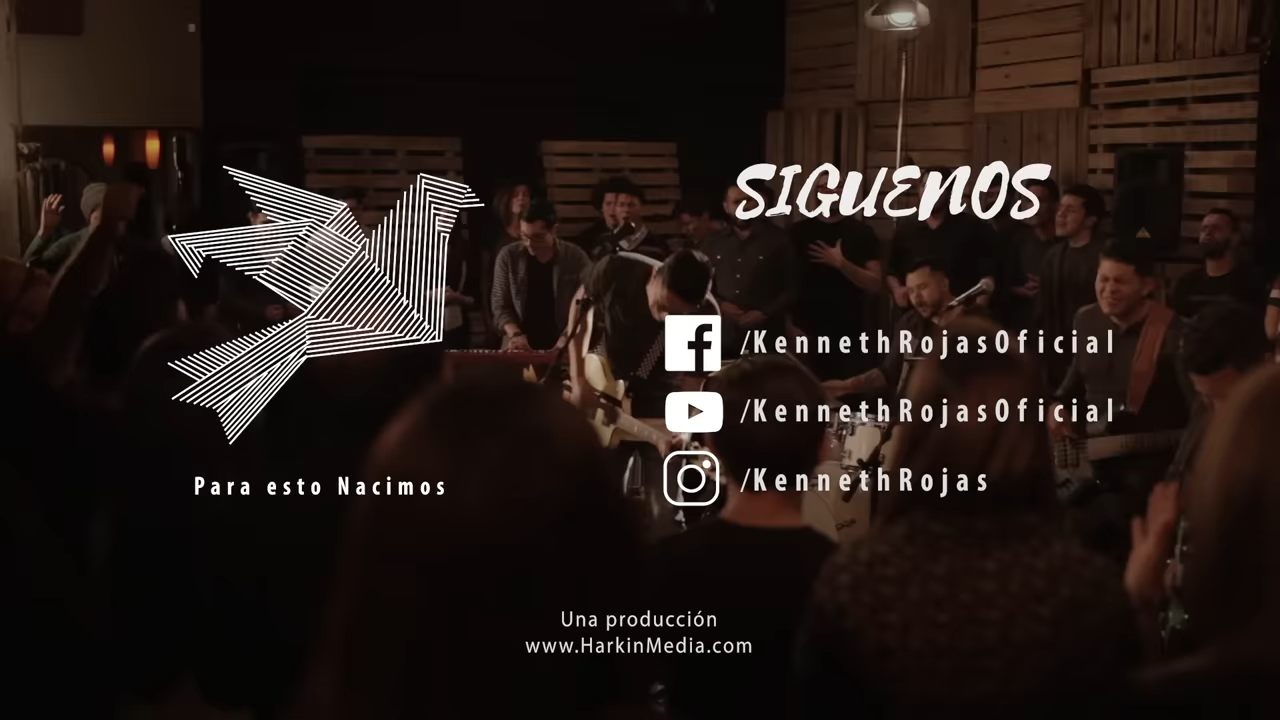 SIGUENOS
/KennethRojasOficial
/KennethRojasOficial
/KennethRojas
Para esto Nacimos
Una producción
www.HarkinMedia.com